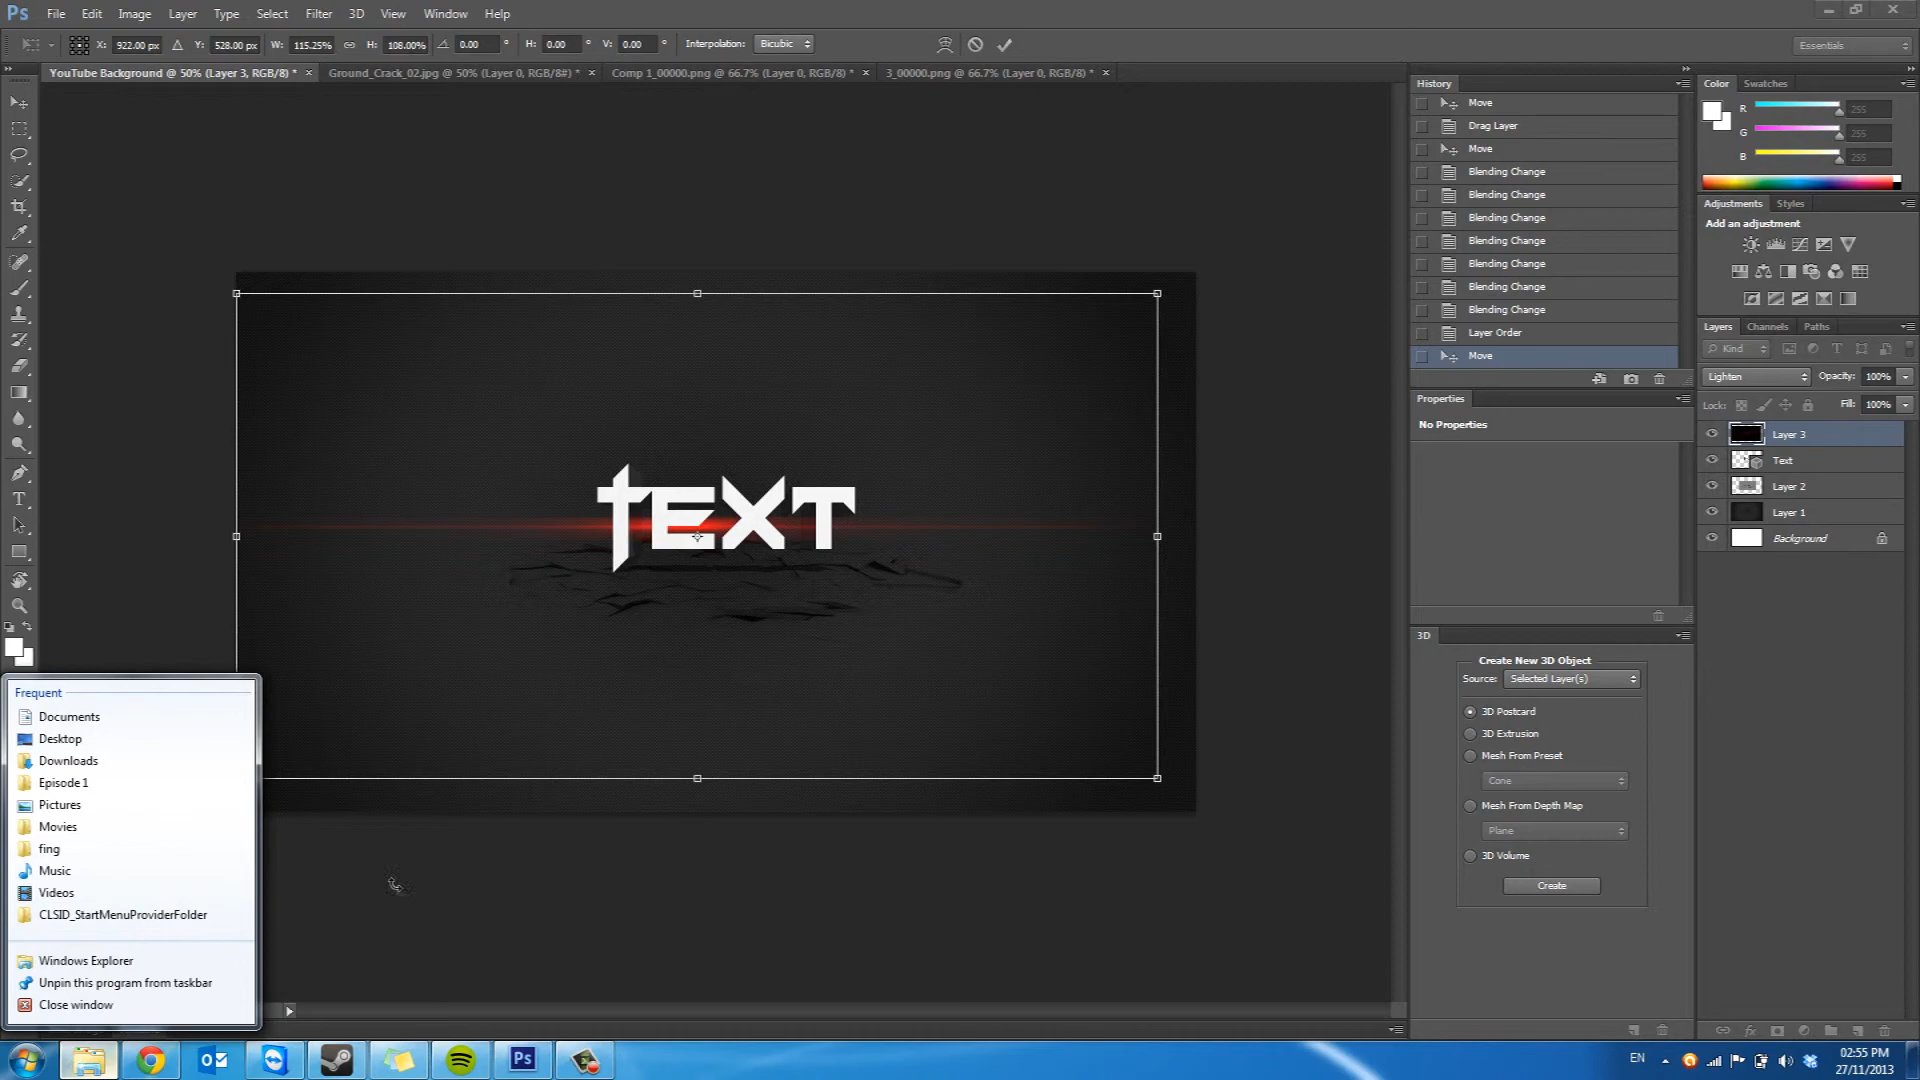 Ps File Edit Image Layer Type Select Filter 3D View Window Help
X: 922.00 px Y: 528.00 px W: 115.25% H: 108.00% 0.00 ° H: 0.00 ° V: 0.00 ° Interpolation: Bicubic Essentials
YouTube Background @ 50% (Layer 3, RGB/8) * × Ground_Crack_02.jpg @ 50% (Layer 0, RGB/8#) * × Comp 1_00000.png @ 66.7% (Layer 0, RGB/8) * × 3_00000.png @ 66.7% (Layer 0, RGB/8) * ×
History
Move
Drag Layer
Move
Blending Change
Blending Change
Blending Change
Blending Change
Blending Change
Blending Change
Blending Change
Layer Order
Move
Properties
No Properties
3D
Create New 3D Object
Source: Selected Layer(s)
3D Postcard
3D Extrusion
Mesh From Preset
Cone
Mesh From Depth Map
Plane
3D Volume
Create
Color Swatches
R 255
G 255
B 255
Adjustments Styles
Add an adjustment
Layers Channels Paths
Kind
Lighten Opacity: 100%
Lock: Fill: 100%
Layer 3
Text
Layer 2
Layer 1
Background
TEXT
Frequent
Documents
Desktop
Downloads
Episode 1
Pictures
Movies
fing
Music
Videos
CLSID_StartMenuProviderFolder
Windows Explorer
Unpin this program from taskbar
Close window
Ps
EN
02:55 PM
27/11/2013